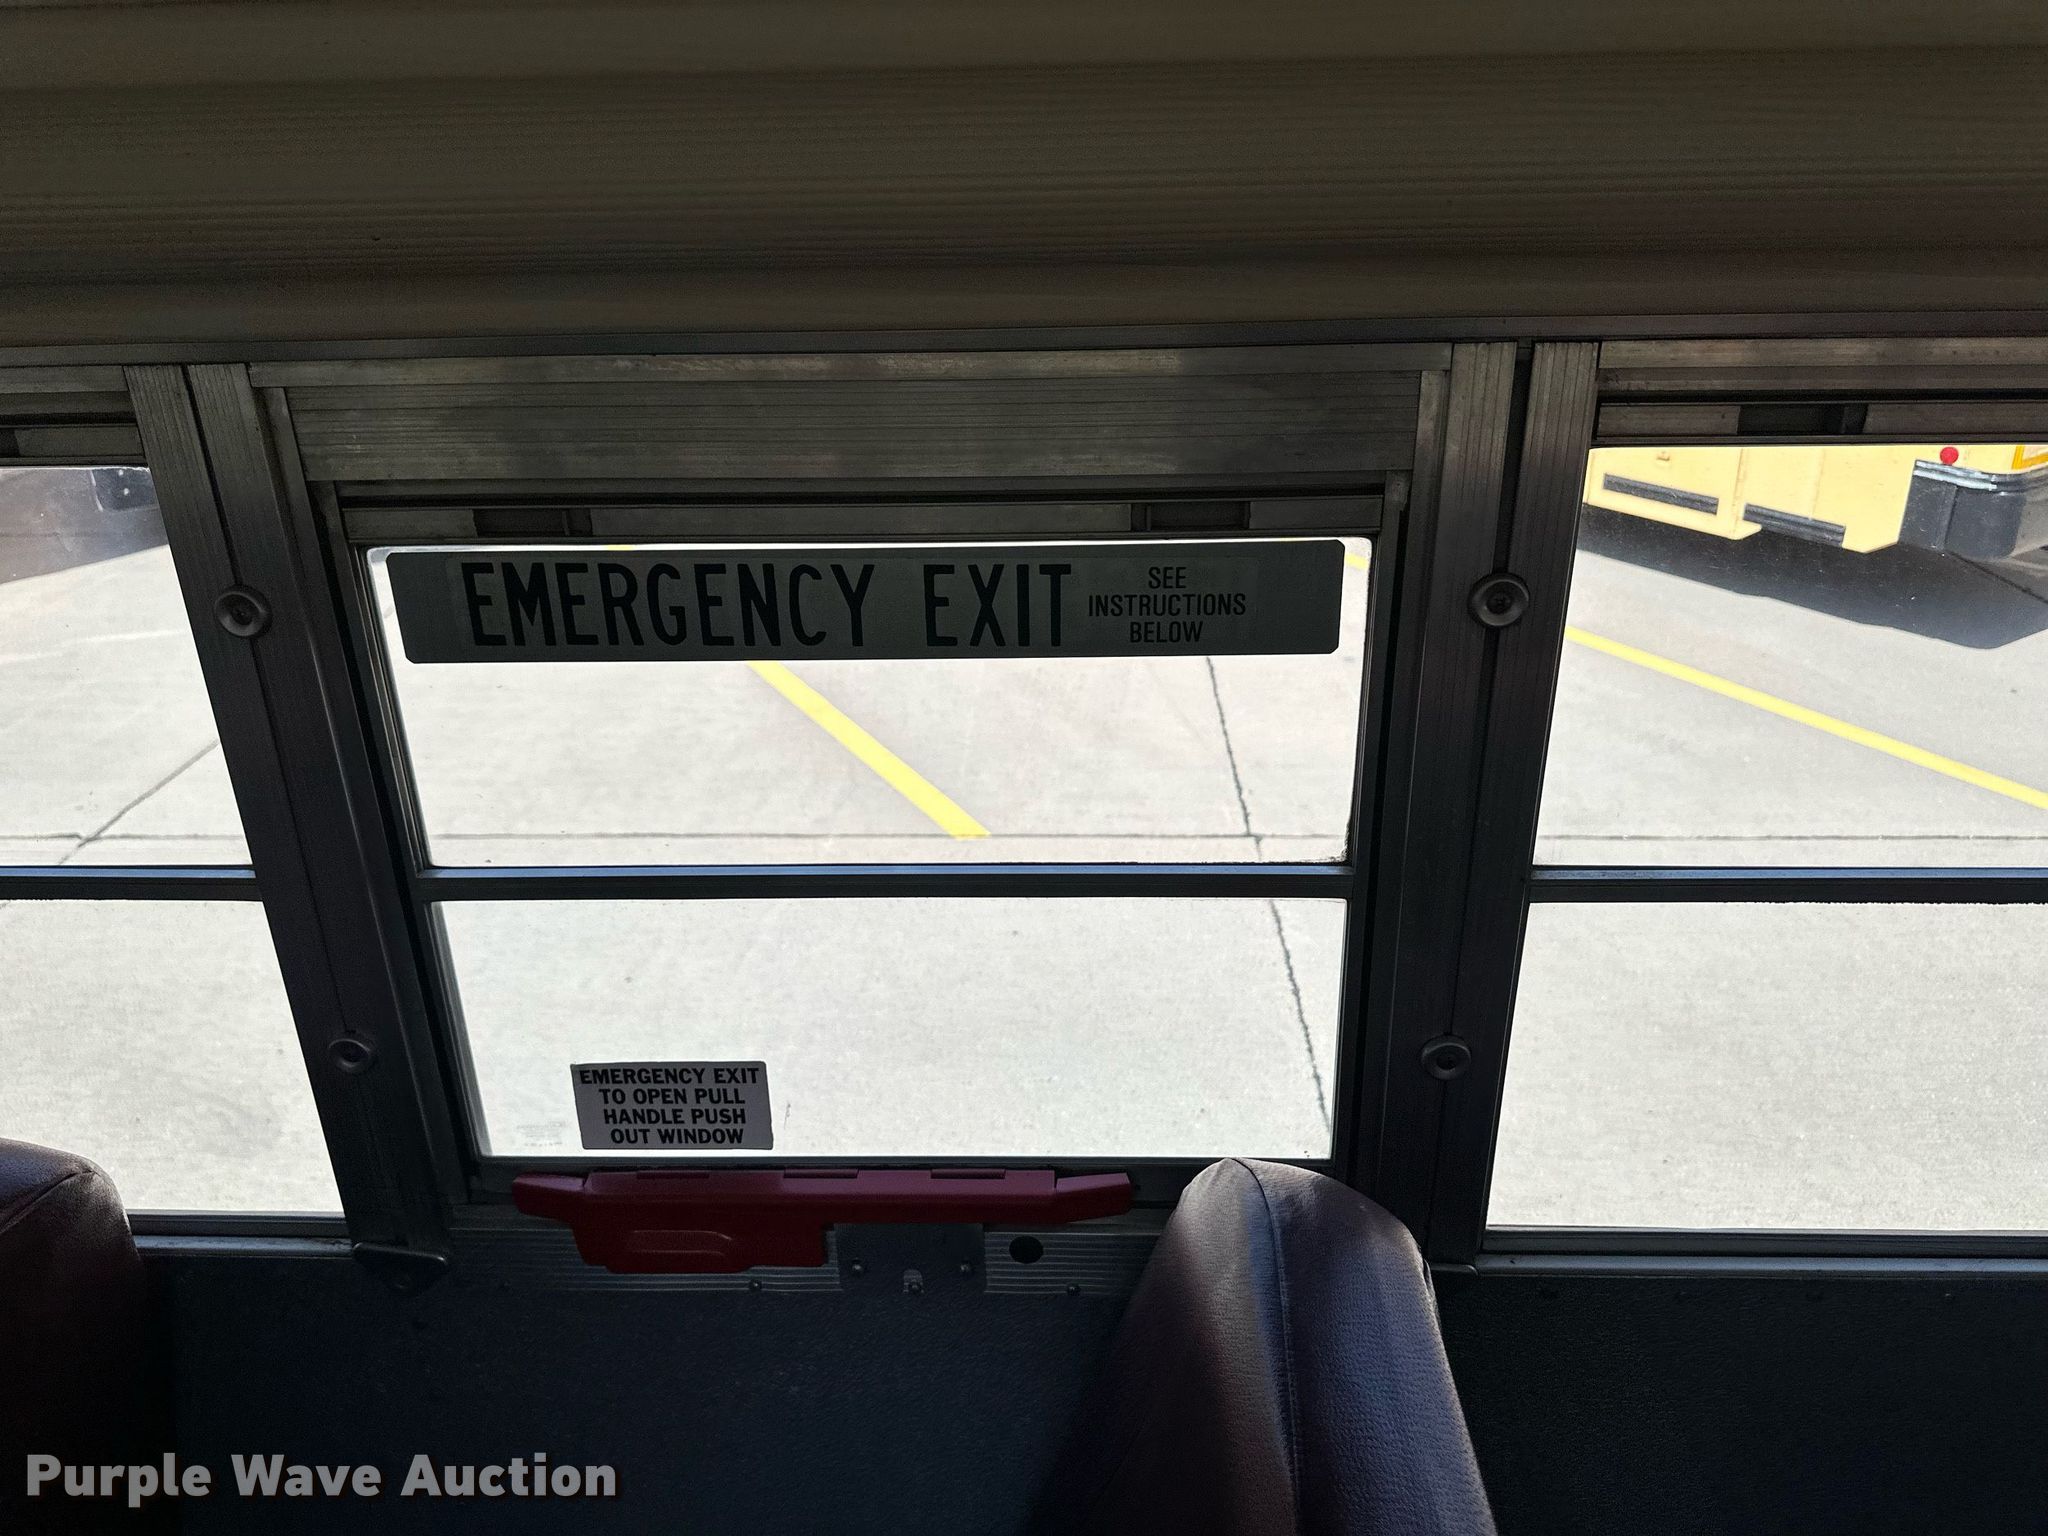 EMERGENCY EXIT
SEE
INSTRUCTIONS
BELOW
EMERGENCY EXIT
TO OPEN PULL
HANDLE PUSH
OUT WINDOW
Purple Wave Auction